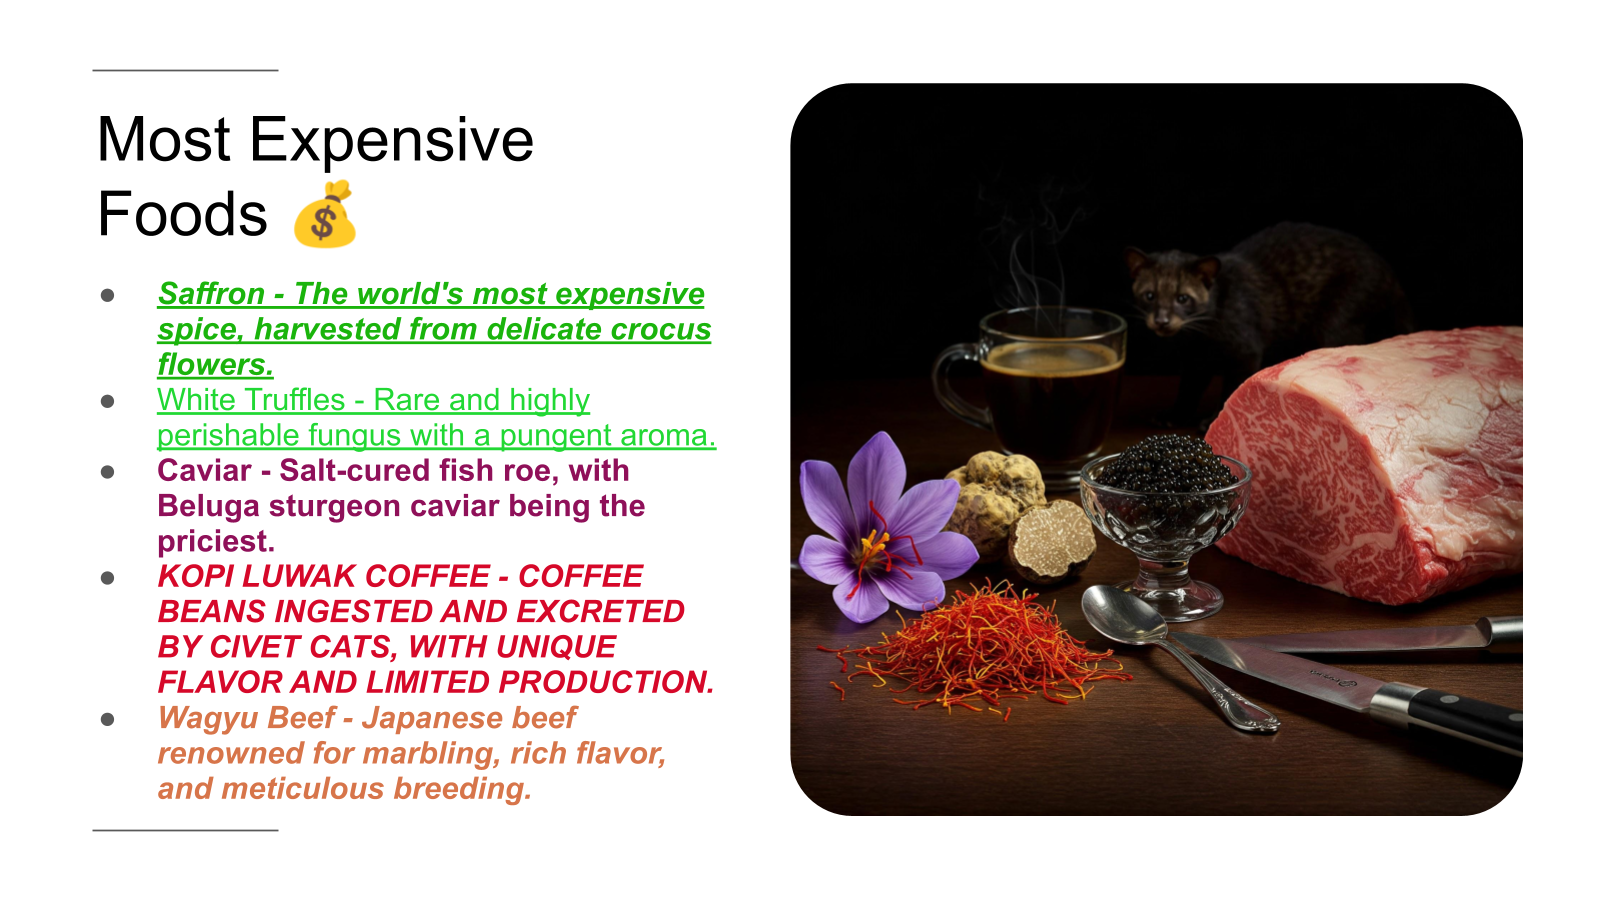 Most Expensive
Foods 💰
● Saffron - The world's most expensive
spice, harvested from delicate crocus
flowers.
● White Truffles - Rare and highly
perishable fungus with a pungent aroma.
● Caviar - Salt-cured fish roe, with
Beluga sturgeon caviar being the
priciest.
● KOPI LUWAK COFFEE - COFFEE
BEANS INGESTED AND EXCRETED
BY CIVET CATS, WITH UNIQUE
FLAVOR AND LIMITED PRODUCTION.
● Wagyu Beef - Japanese beef
renowned for marbling, rich flavor,
and meticulous breeding.